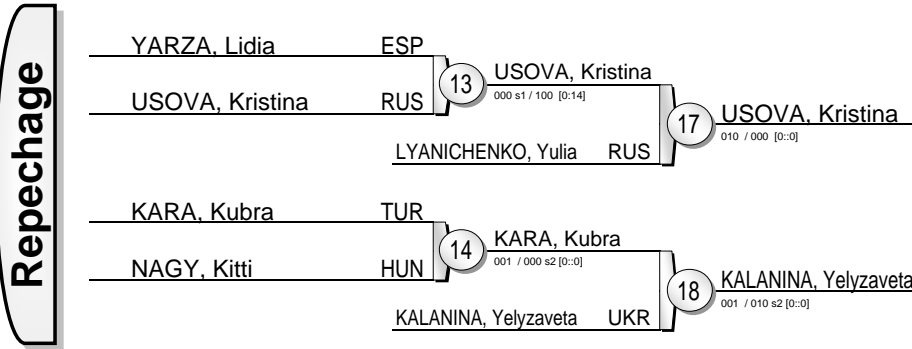 Repechage
YARZA, Lidia ESP
USOVA, Kristina RUS
13
USOVA, Kristina
000 s1 / 100 [0:14]
LYANICHENKO, Yulia RUS
17
USOVA, Kristina
010 / 000 [0::0]
KARA, Kubra TUR
NAGY, Kitti HUN
14
KARA, Kubra
001 / 000 s2 [0::0]
KALANINA, Yelyzaveta UKR
18
KALANINA, Yelyzaveta
001 / 010 s2 [0::0]